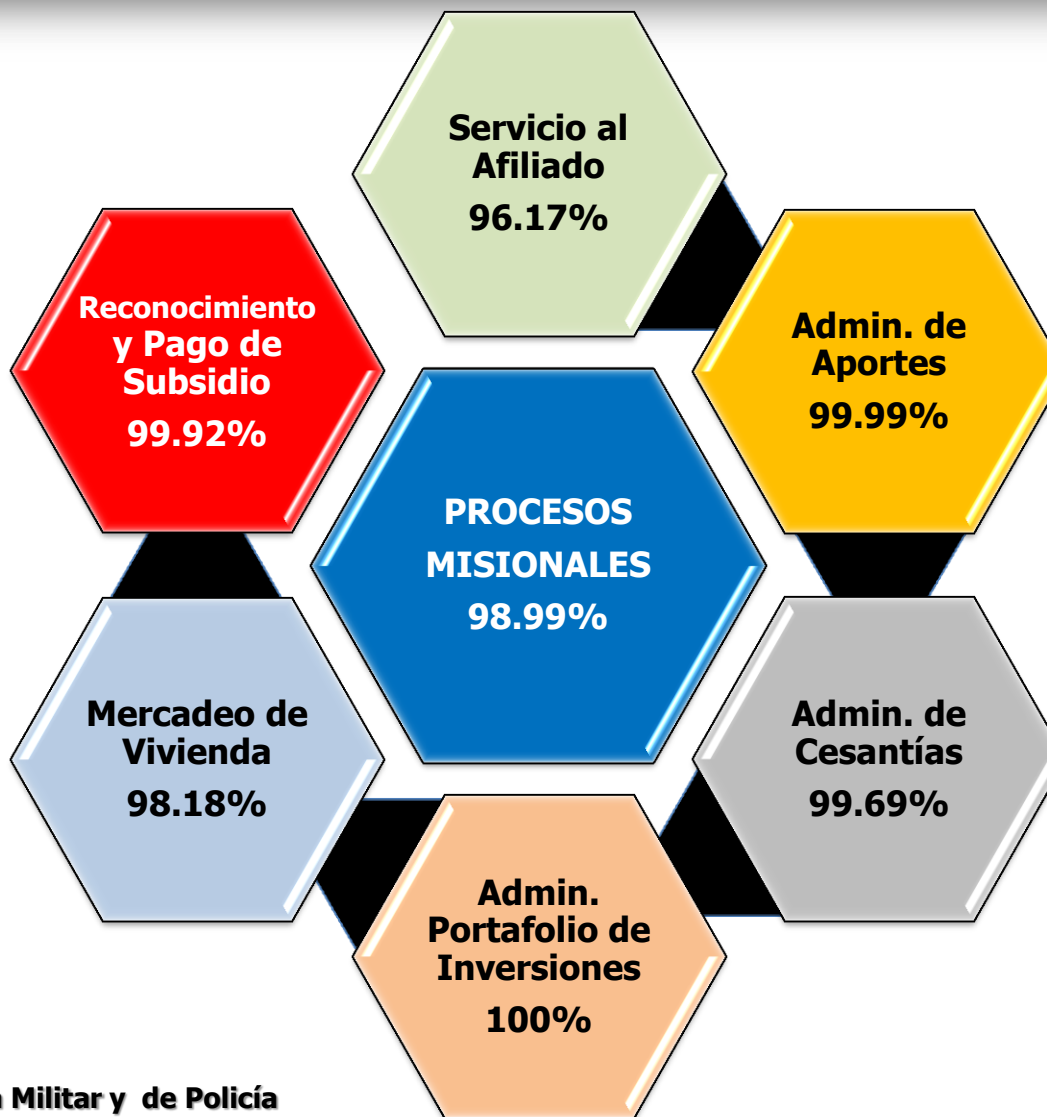 Servicio al
Afiliado
96.17%
Reconocimiento
y Pago de
Subsidio
99.92%
Admin. de
Aportes
99.99%
PROCESOS
MISIONALES
98.99%
Mercadeo de
Vivienda
98.18%
Admin. de
Cesantías
99.69%
Admin.
Portafolio de
Inversiones
100%
Militar y de Policía